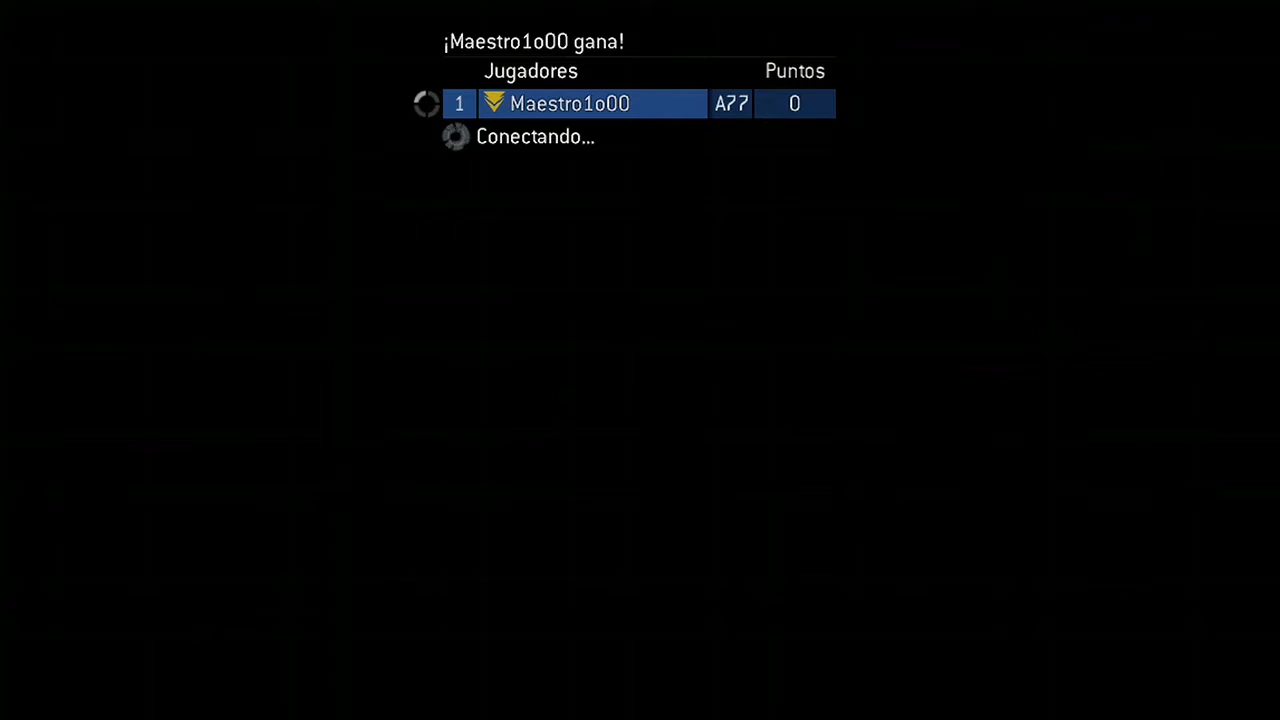 ¡Maestro1o00 gana!
Jugadores Puntos
1 Maestro1o00 A77 0
Conectando...